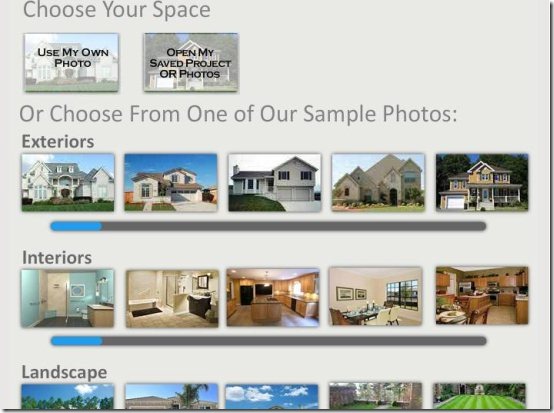 Choose Your Space
Use My Own
Photo
Open My
Saved Project
OR Photos
Or Choose From One of Our Sample Photos:
Exteriors
Interiors
Landscape